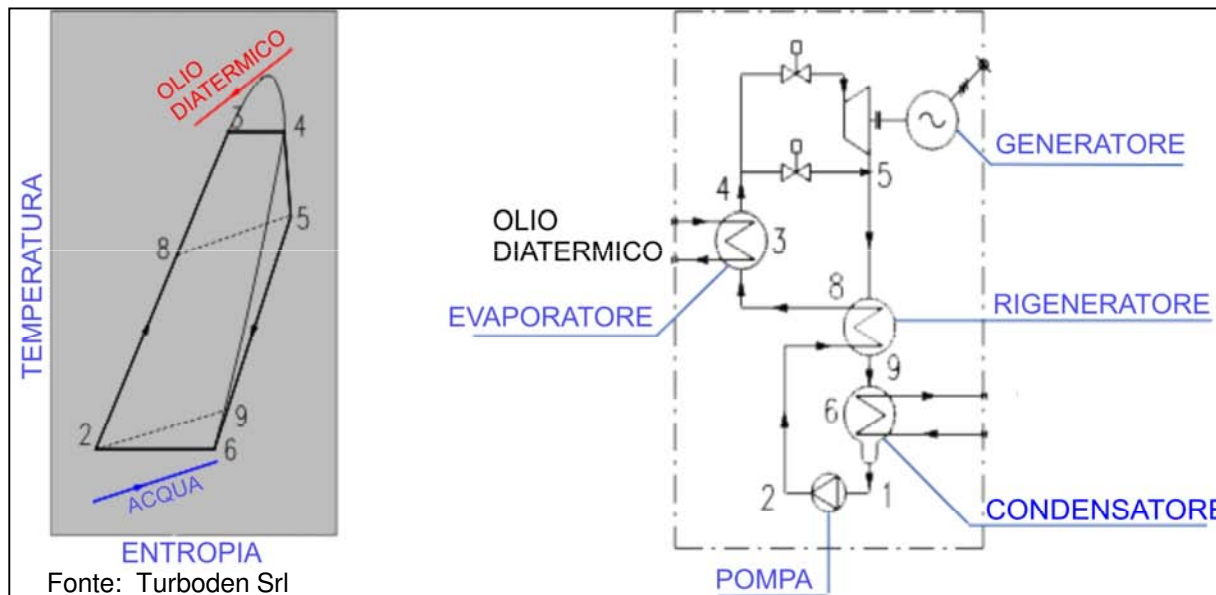 OLIO
DIATERMICO
3
4
5
8
9
2
6
ACQUA
TEMPERATURA
ENTROPIA
Fonte: Turboden Srl
GENERATORE
5
4
OLIO
DIATERMICO
3
EVAPORATORE
8
RIGENERATORE
9
6
2
1
CONDENSATORE
POMPA